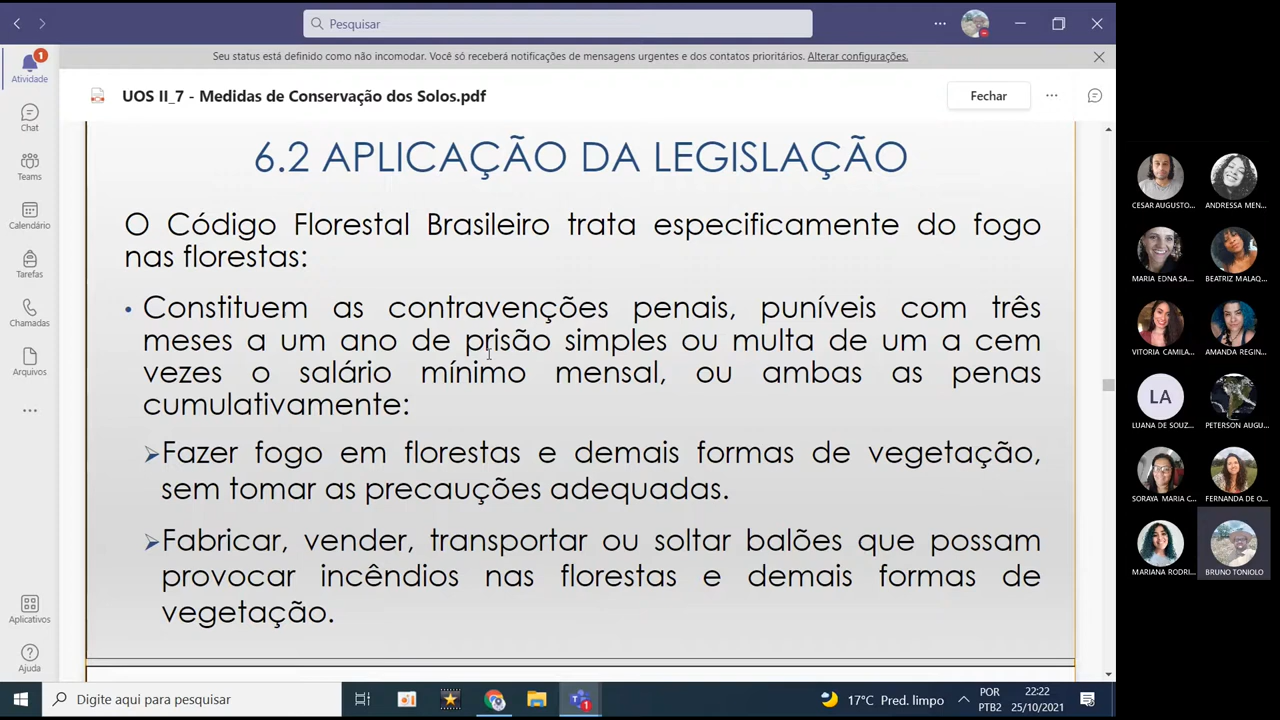 Pesquisar
Seu status está definido como não incomodar. Você só receberá notificações de mensagens urgentes e dos contatos prioritários. Alterar configurações.
1
Atividade
Chat
Teams
Calendário
Tarefas
Chamadas
Arquivos
Aplicativos
Ajuda
UOS II_7 - Medidas de Conservação dos Solos.pdf
Fechar
6.2 APLICAÇÃO DA LEGISLAÇÃO
O Código Florestal Brasileiro trata especificamente do fogo
nas florestas:
• Constituem as contravenções penais, puníveis com três
meses a um ano de prisão simples ou multa de um a cem
vezes o salário mínimo mensal, ou ambas as penas
cumulativamente:
➢Fazer fogo em florestas e demais formas de vegetação,
sem tomar as precauções adequadas.
➢Fabricar, vender, transportar ou soltar balões que possam
provocar incêndios nas florestas e demais formas de
vegetação.
CESAR AUGUSTO...
ANDRESSA MEN...
MARIA EDNA SA...
BEATRIZ MALAQ...
VITORIA CAMILA...
AMANDA REGIN...
LA
LUANA DE SOUZ...
PETERSON AUGU...
SORAYA MARIA C...
FERNANDA DE O...
MARIANA RODRI...
BRUNO TONIOLO
Digite aqui para pesquisar
1
17°C Pred. limpo
POR
PTB2
22:22
25/10/2021